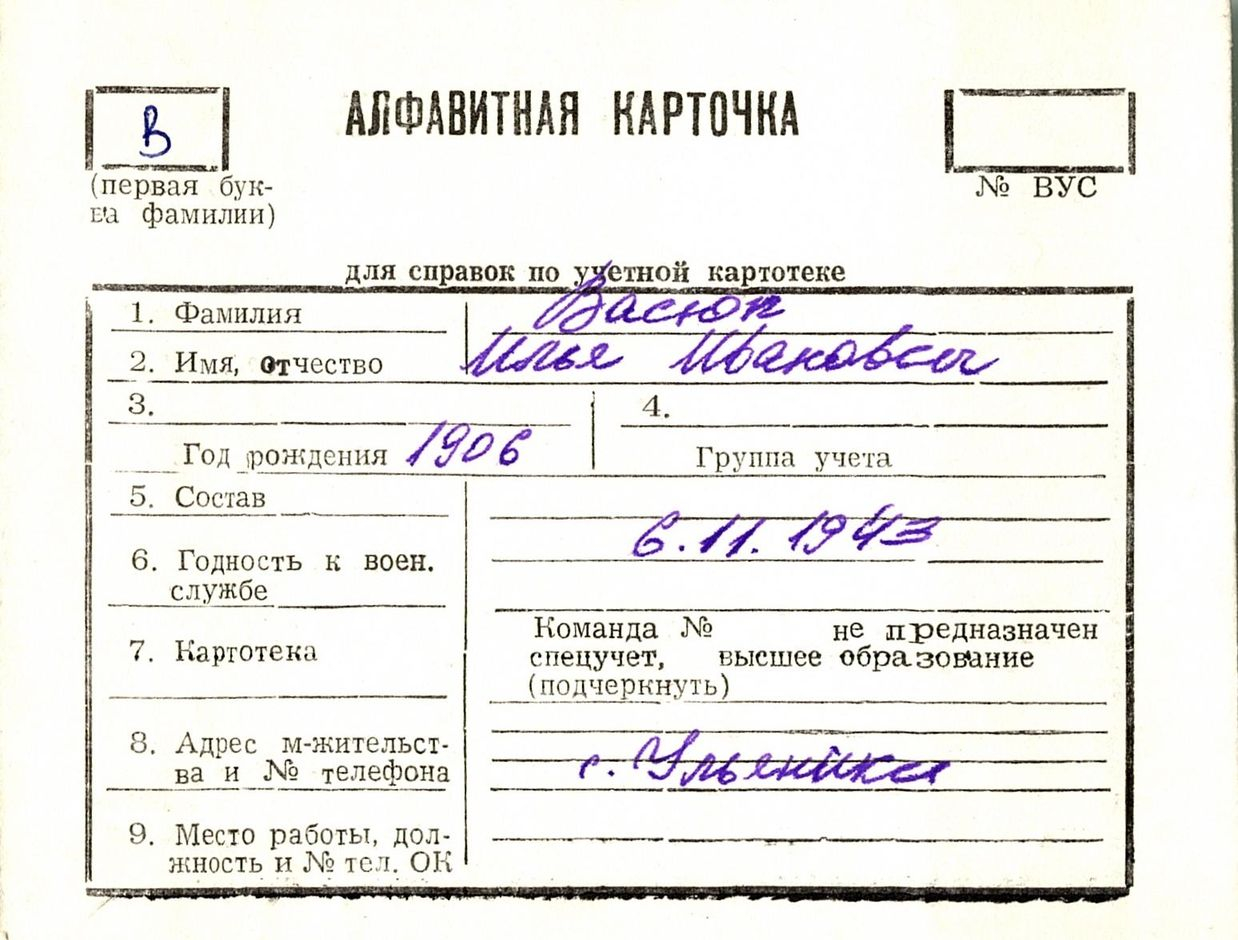 В
АЛФАВИТНАЯ КАРТОЧКА
(первая бук-
ва фамилии)
№ ВУС
для справок по учетной картотеке
1. Фамилия Васюк
2. Имя, отчество Илье Иванович
3.
Год рождения 1906
4.
Группа учета
5. Состав
6.11.1943
6. Годность к воен.
службе
7. Картотека
Команда № не предназначен
спецучет, высшее образование
(подчеркнуть)
8. Адрес м-жительст-
ва и № телефона
с. Ульяники
9. Место работы, дол-
жность и № тел. ОК